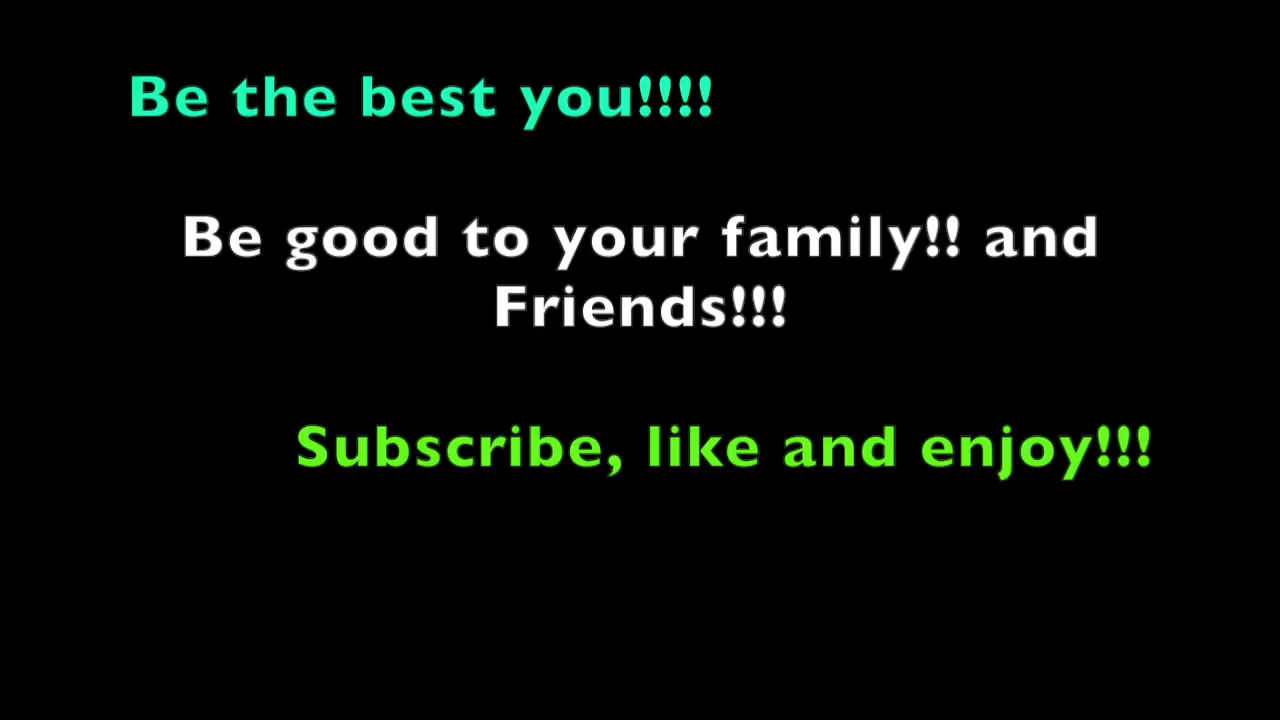 Be the best you!!!!
Be good to your family!! and
Friends!!!
Subscribe, like and enjoy!!!